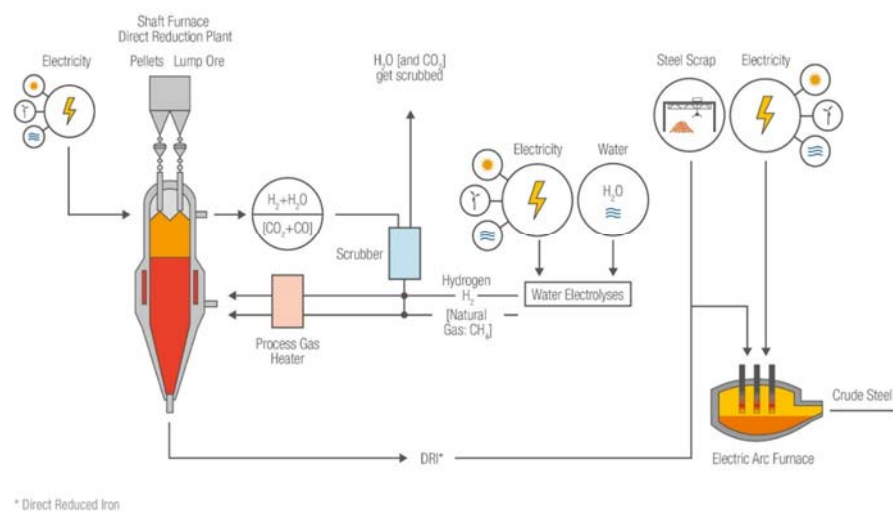 Shaft Furnace
Direct Reduction Plant
Electricity
Pellets Lump Ore
H₂O [and CO₂]
get scrubbed
Steel Scrap
Electricity
Electricity
Water
H₂+H₂O
[CO₂+CO]
H₂O
Scrubber
Hydrogen
H₂
Water Electrolyses
[Natural
Gas: CH₄]
Process Gas
Heater
Crude Steel
DRI*
Electric Arc Furnace
* Direct Reduced Iron